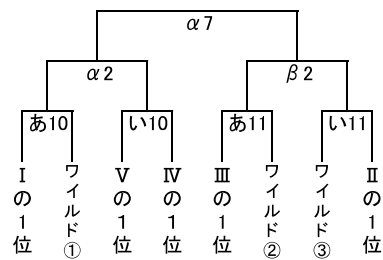 α7
α2
β2
あ10
い10
あ11
い11
Ⅰの1位
ワイルド①
Ⅴの1位
Ⅳの1位
Ⅲの1位
ワイルド②
ワイルド③
Ⅱの1位